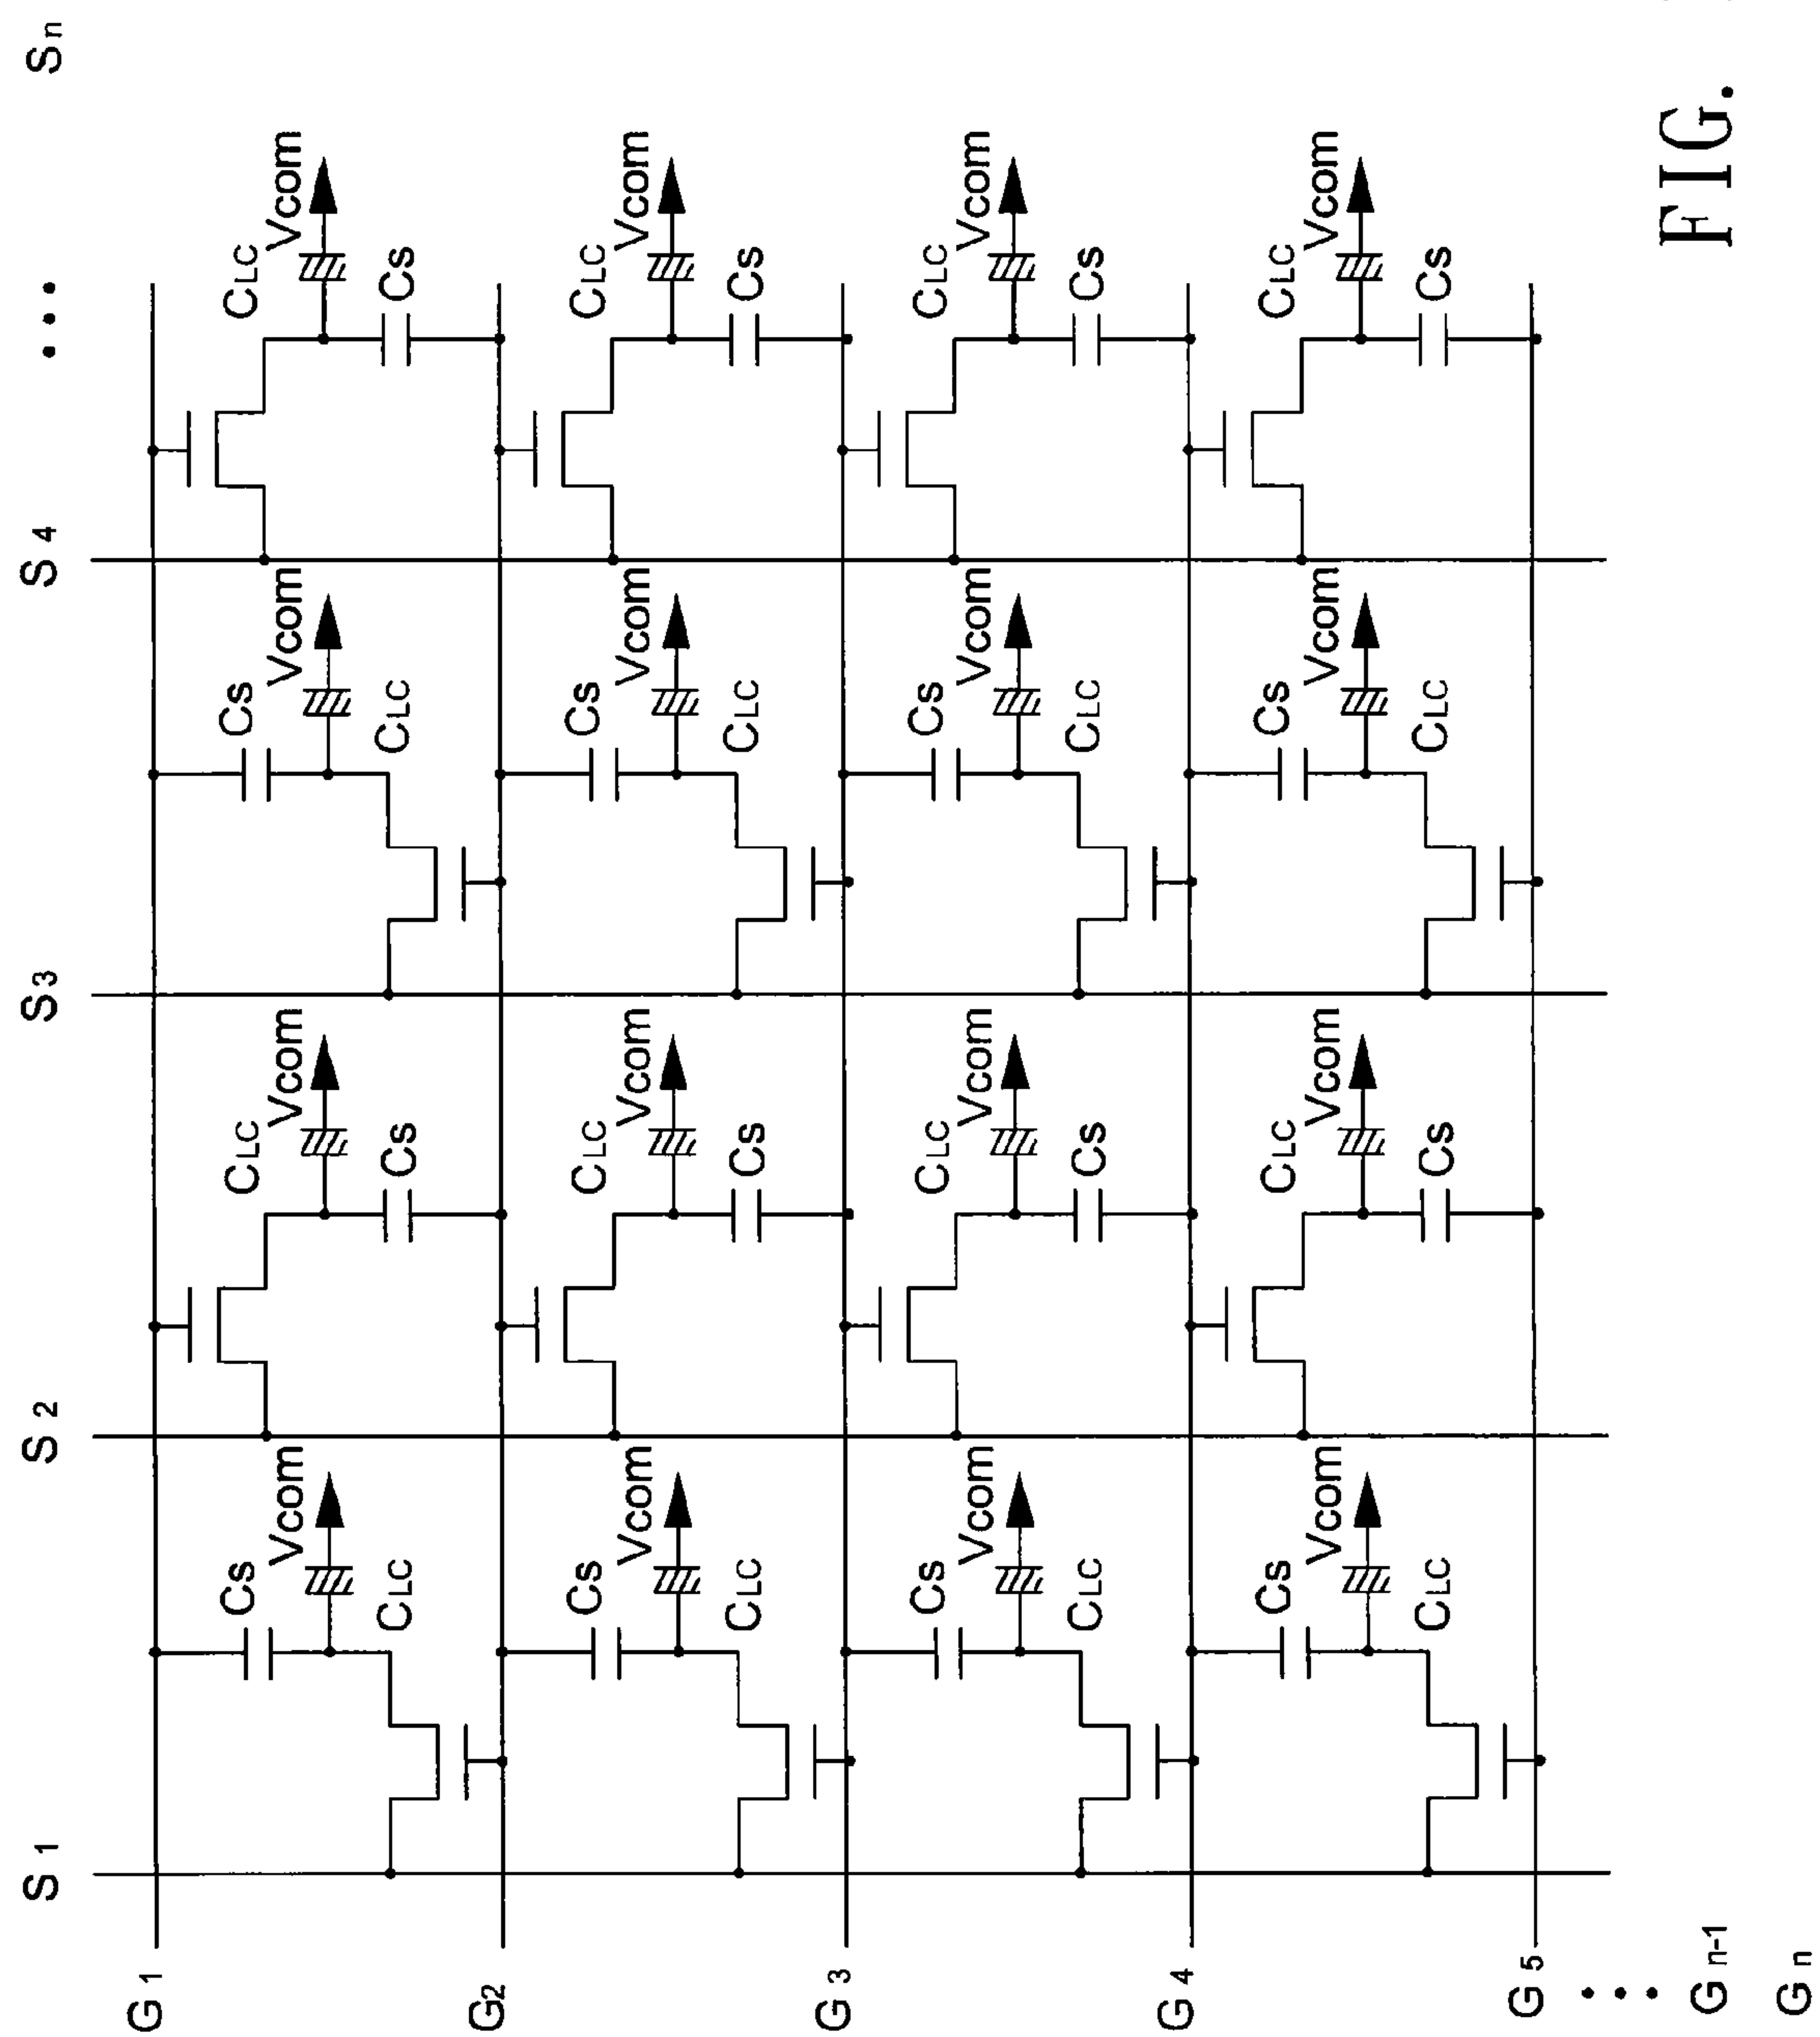 S1 S2 S3 S4 ••• Sn
G1
Cs CLC Cs CLC
Vcom Vcom Vcom Vcom
CLC Cs CLC Cs
G2
Cs CLC Cs CLC
Vcom Vcom Vcom Vcom
CLC Cs CLC Cs
G3
Cs CLC Cs CLC
Vcom Vcom Vcom Vcom
CLC Cs CLC Cs
G4
Cs CLC Cs CLC
Vcom Vcom Vcom Vcom
CLC Cs CLC Cs
G5
•••
Gn-1
Gn
FIG.